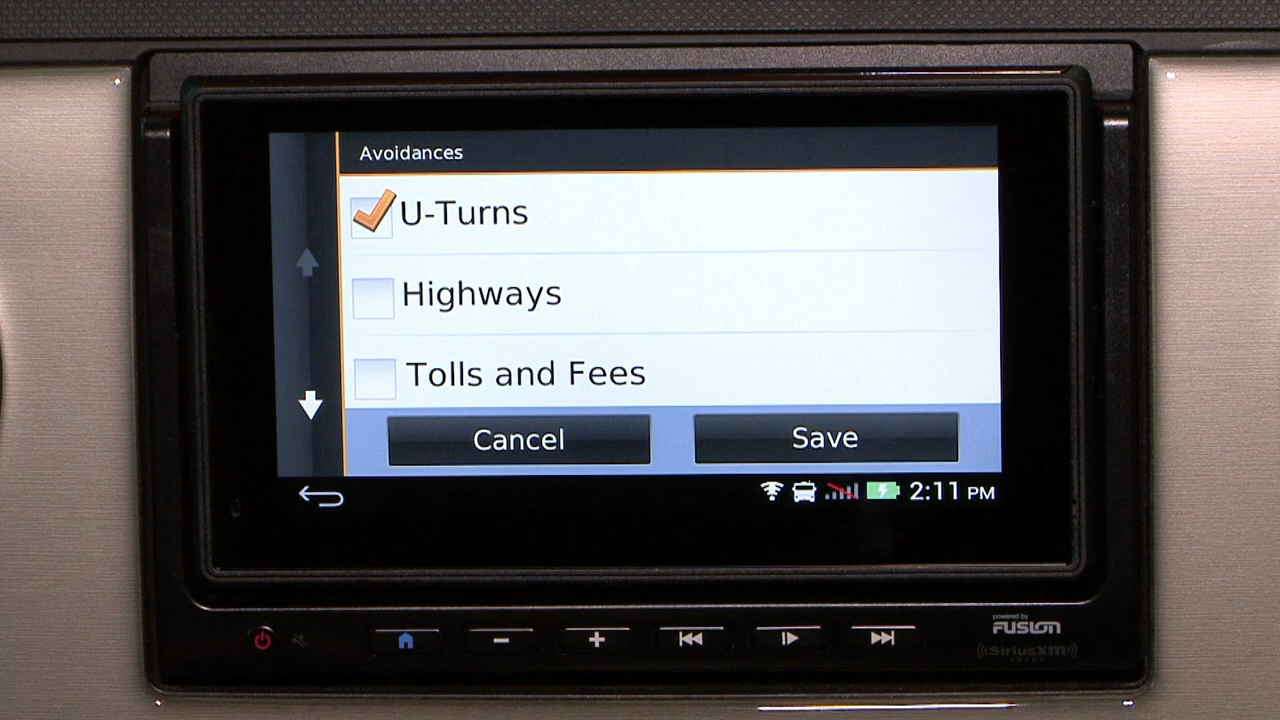 Avoidances
U-Turns
Highways
Tolls and Fees
Cancel
Save
2:11 PM
powered by
FUSION
SiriusXM